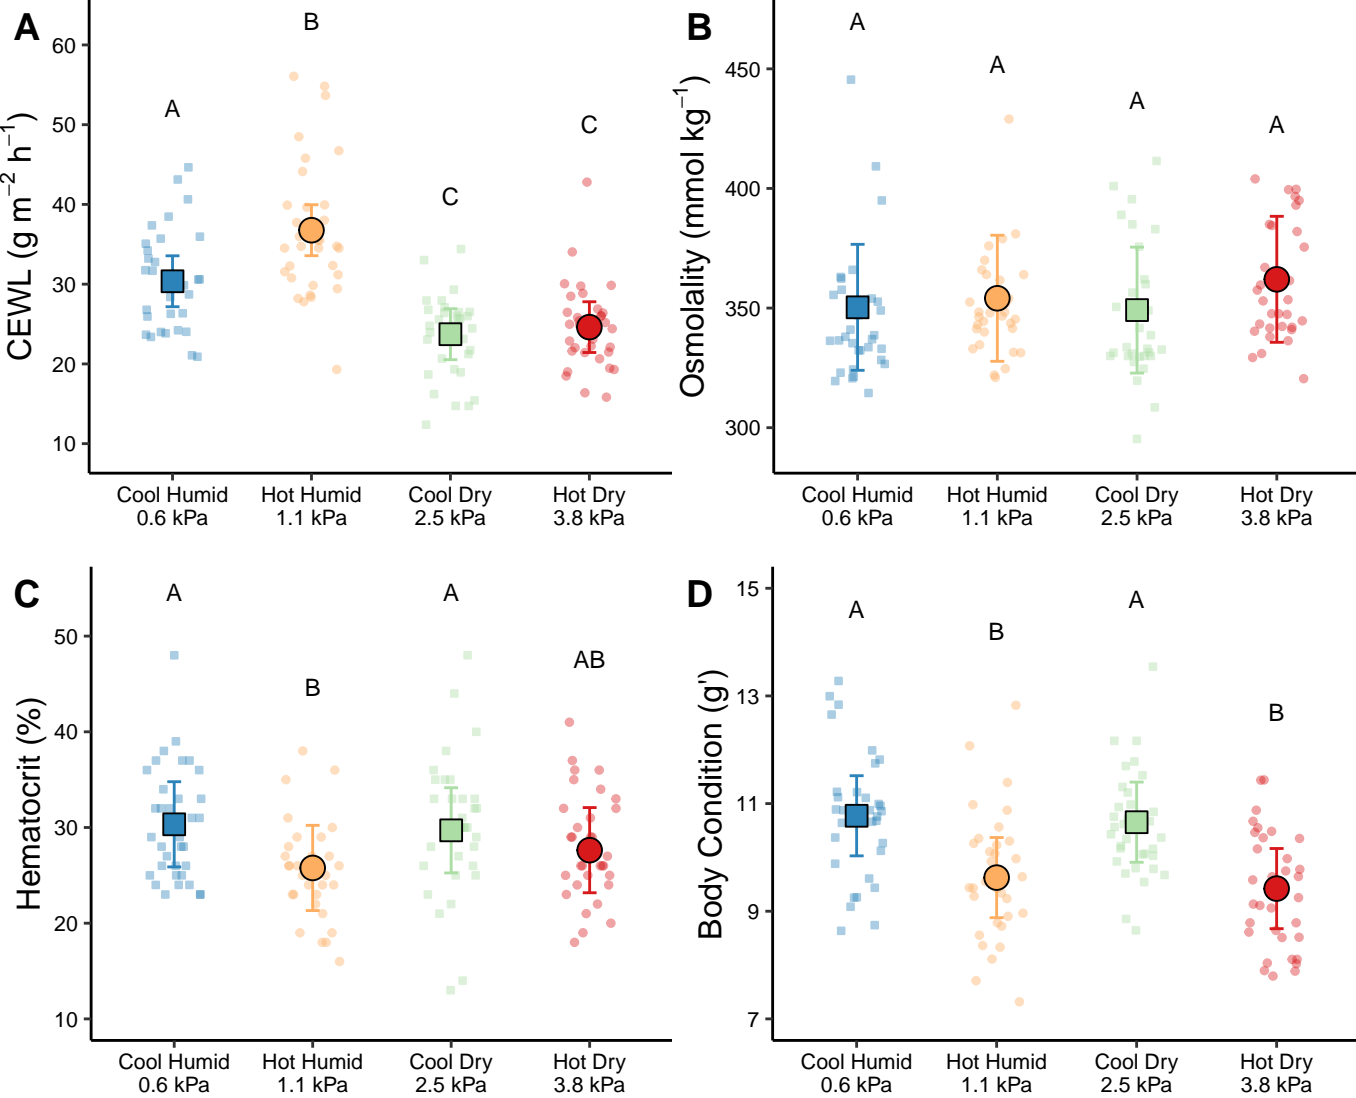 A
B
CEWL (g m⁻² h⁻¹)
60
50
40
30
20
10
A
B
C
C
Cool Humid
0.6 kPa
Hot Humid
1.1 kPa
Cool Dry
2.5 kPa
Hot Dry
3.8 kPa
B
Osmolality (mmol kg⁻¹)
450
400
350
300
A
A
A
A
Cool Humid
0.6 kPa
Hot Humid
1.1 kPa
Cool Dry
2.5 kPa
Hot Dry
3.8 kPa
C
Hematocrit (%)
50
40
30
20
10
A
B
A
AB
Cool Humid
0.6 kPa
Hot Humid
1.1 kPa
Cool Dry
2.5 kPa
Hot Dry
3.8 kPa
D
Body Condition (g')
15
13
11
9
7
A
B
A
B
Cool Humid
0.6 kPa
Hot Humid
1.1 kPa
Cool Dry
2.5 kPa
Hot Dry
3.8 kPa